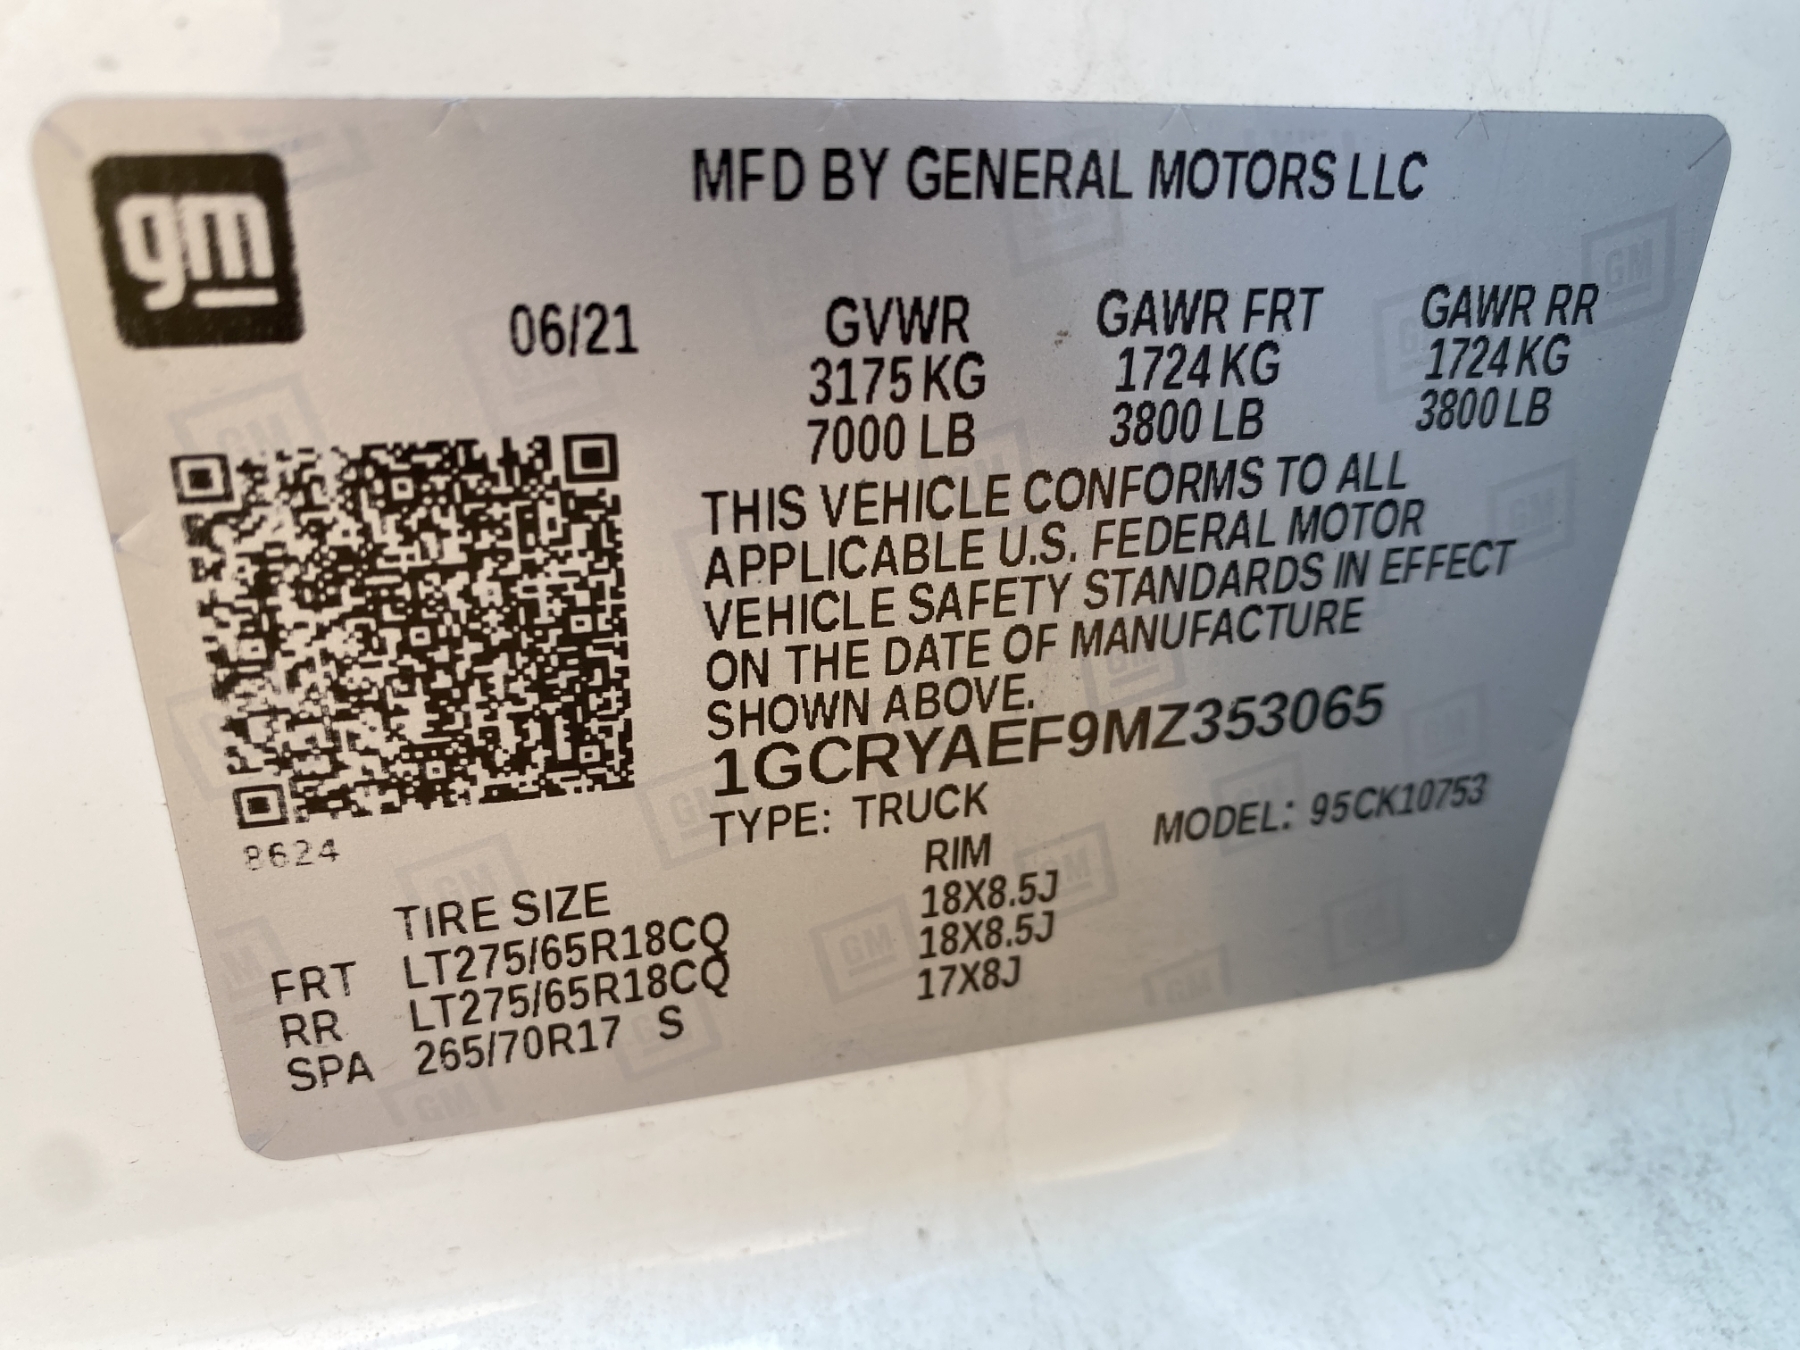 gm
MFD BY GENERAL MOTORS LLC
06/21 GVWR GAWR FRT GAWR RR
3175 KG 1724 KG 1724 KG
7000 LB 3800 LB 3800 LB
THIS VEHICLE CONFORMS TO ALL
APPLICABLE U.S. FEDERAL MOTOR
VEHICLE SAFETY STANDARDS IN EFFECT
ON THE DATE OF MANUFACTURE
SHOWN ABOVE.
1GCRYAEF9MZ353065
TYPE: TRUCK MODEL: 95CK10753
8624
TIRE SIZE RIM
FRT LT275/65R18CQ 18X8.5J
RR LT275/65R18CQ 18X8.5J
SPA 265/70R17 S 17X8J